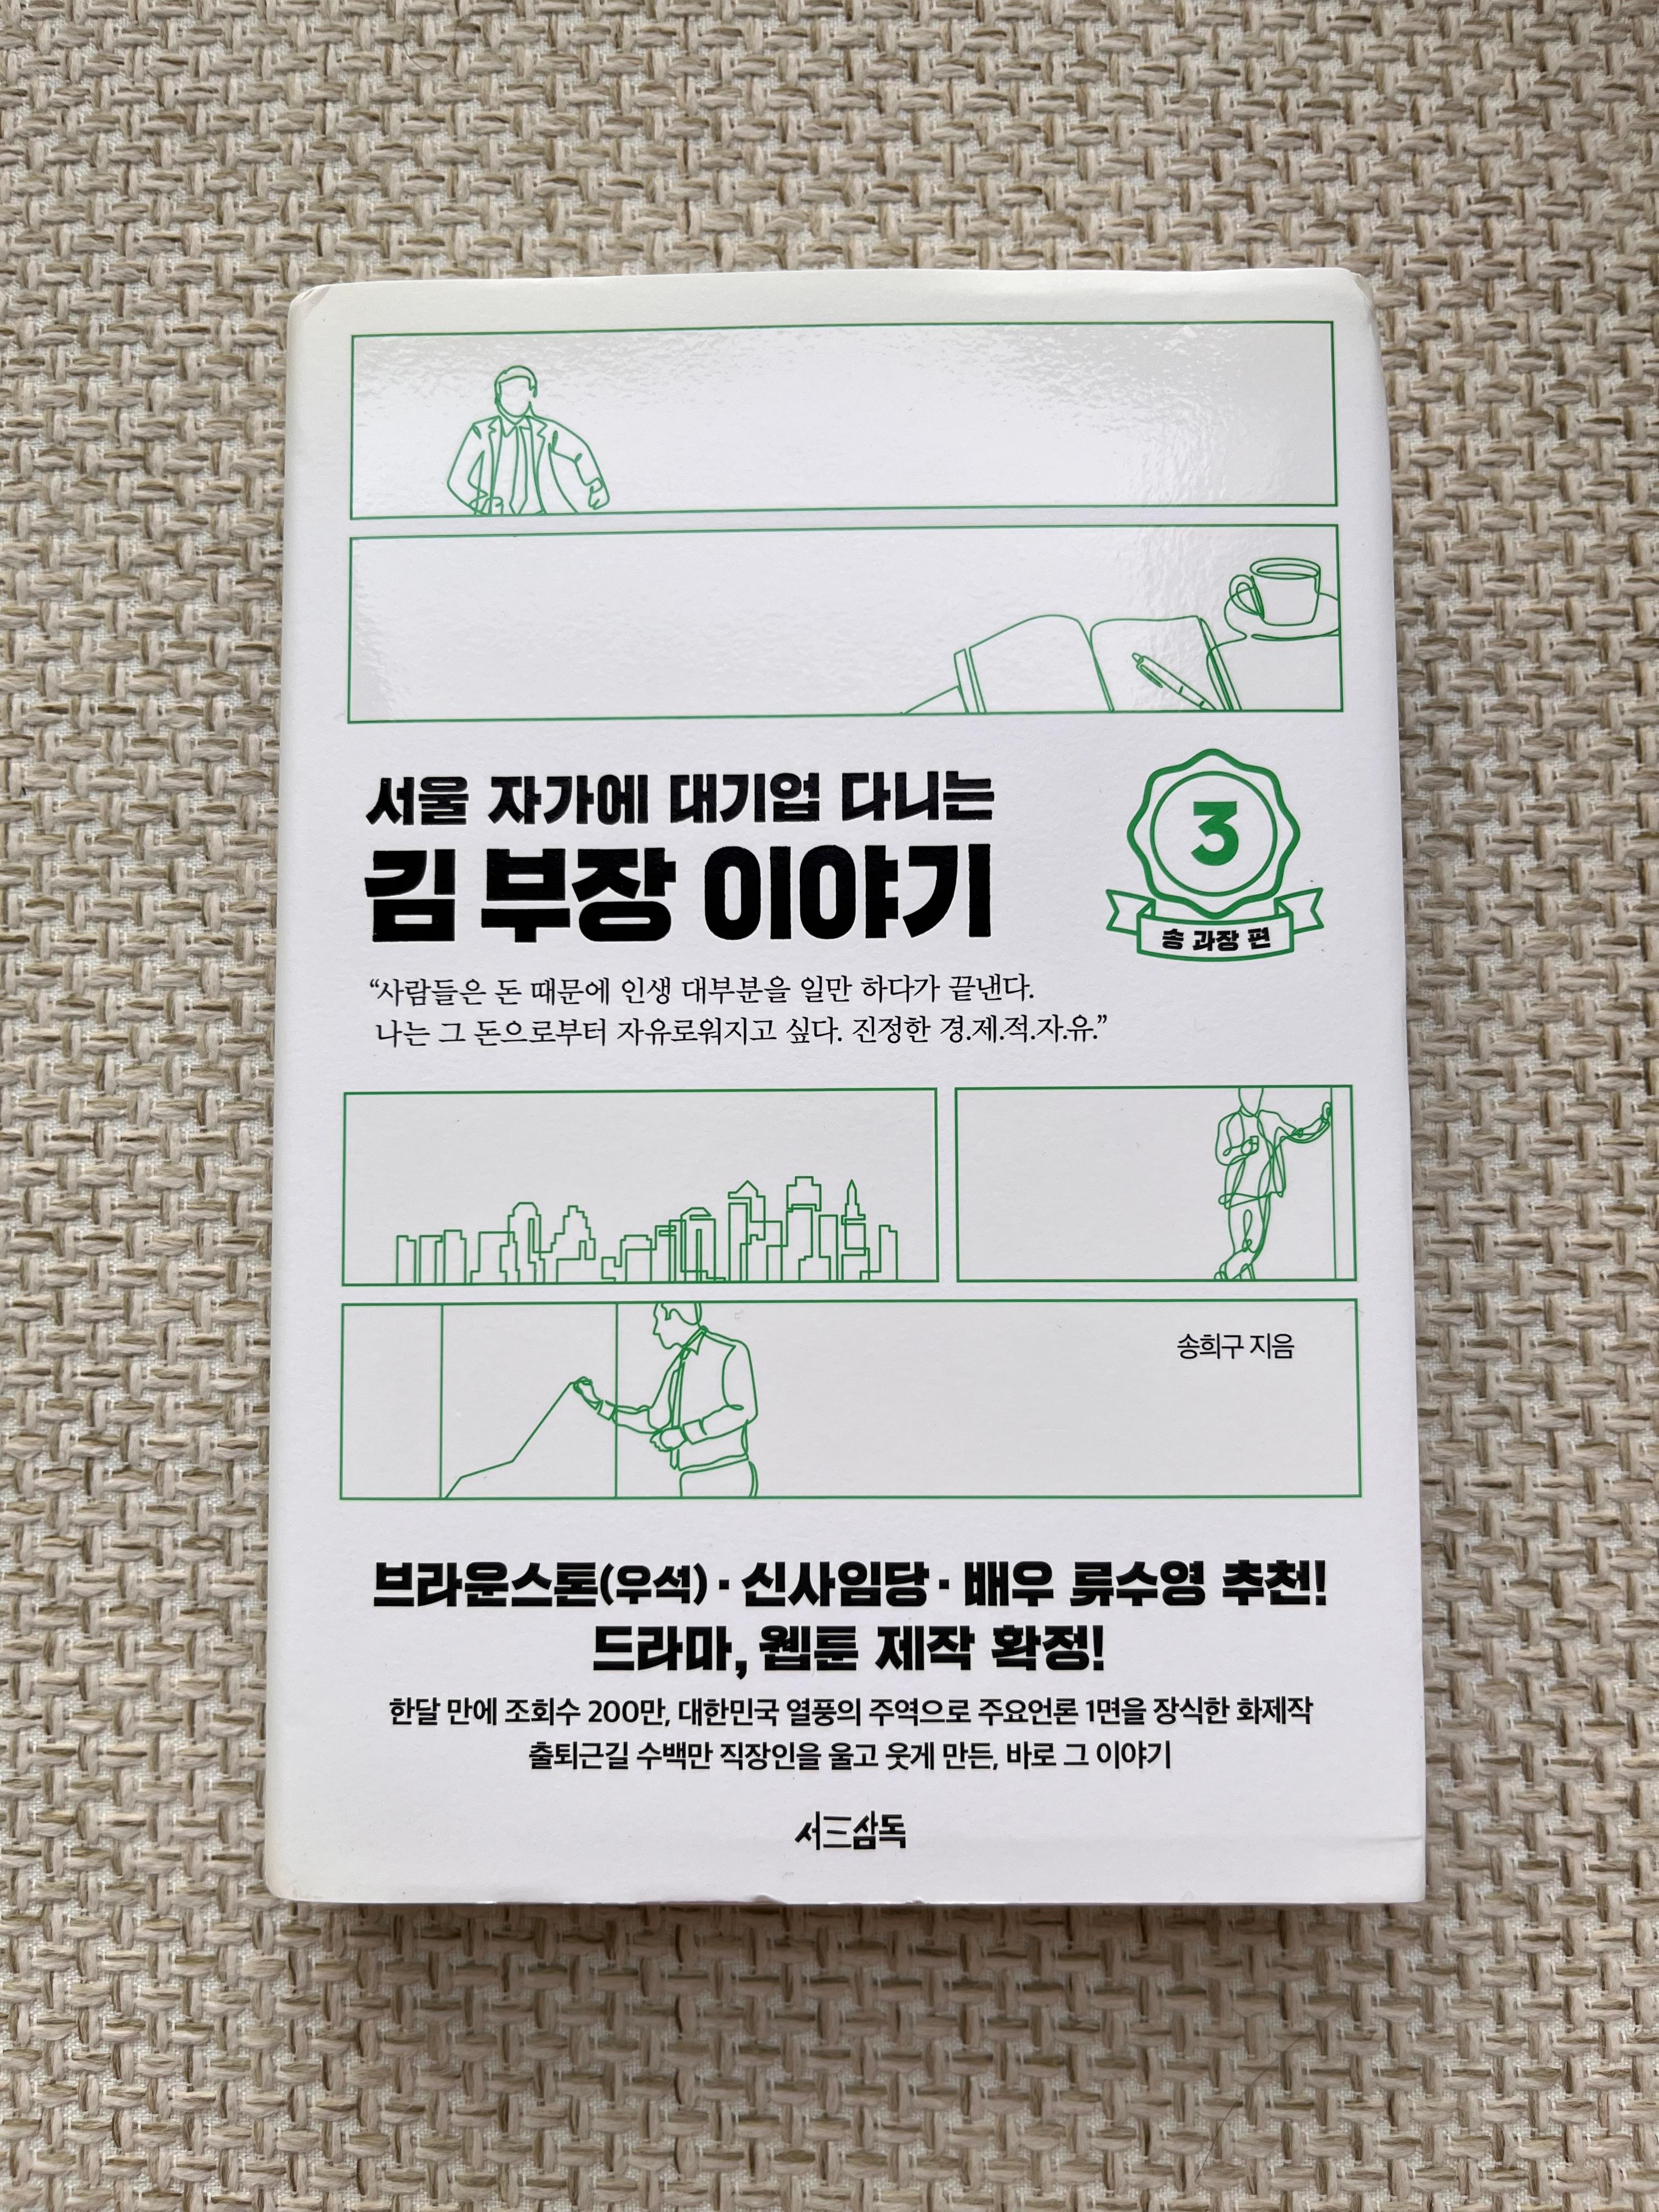 서울 자가에 대기업 다니는
김 부장 이야기
3
송 과장 편
“사람들은 돈 때문에 인생 대부분을 일만 하다가 끝낸다.
나는 그 돈으로부터 자유로워지고 싶다. 진정한 경.제.적.자.유.”
송희구 지음
브라운스톤(우석)·신사임당·배우 류수영 추천!
드라마, 웹툰 제작 확정!
한달 만에 조회수 200만, 대한민국 열풍의 주역으로 주요언론 1면을 장식한 화제작
출퇴근길 수백만 직장인을 울고 웃게 만든, 바로 그 이야기
서삼독